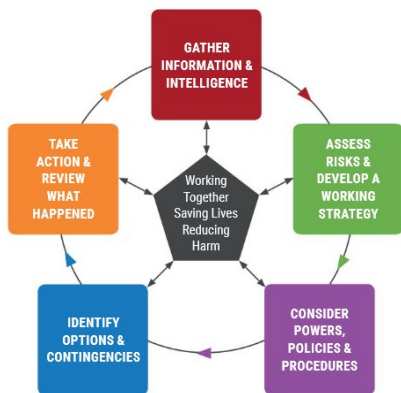 GATHER
INFORMATION &
INTELLIGENCE
ASSESS
RISKS &
DEVELOP A
WORKING
STRATEGY
CONSIDER
POWERS,
POLICIES &
PROCEDURES
IDENTIFY
OPTIONS &
CONTINGENCIES
TAKE
ACTION &
REVIEW
WHAT
HAPPENED
Working
Together
Saving Lives
Reducing
Harm